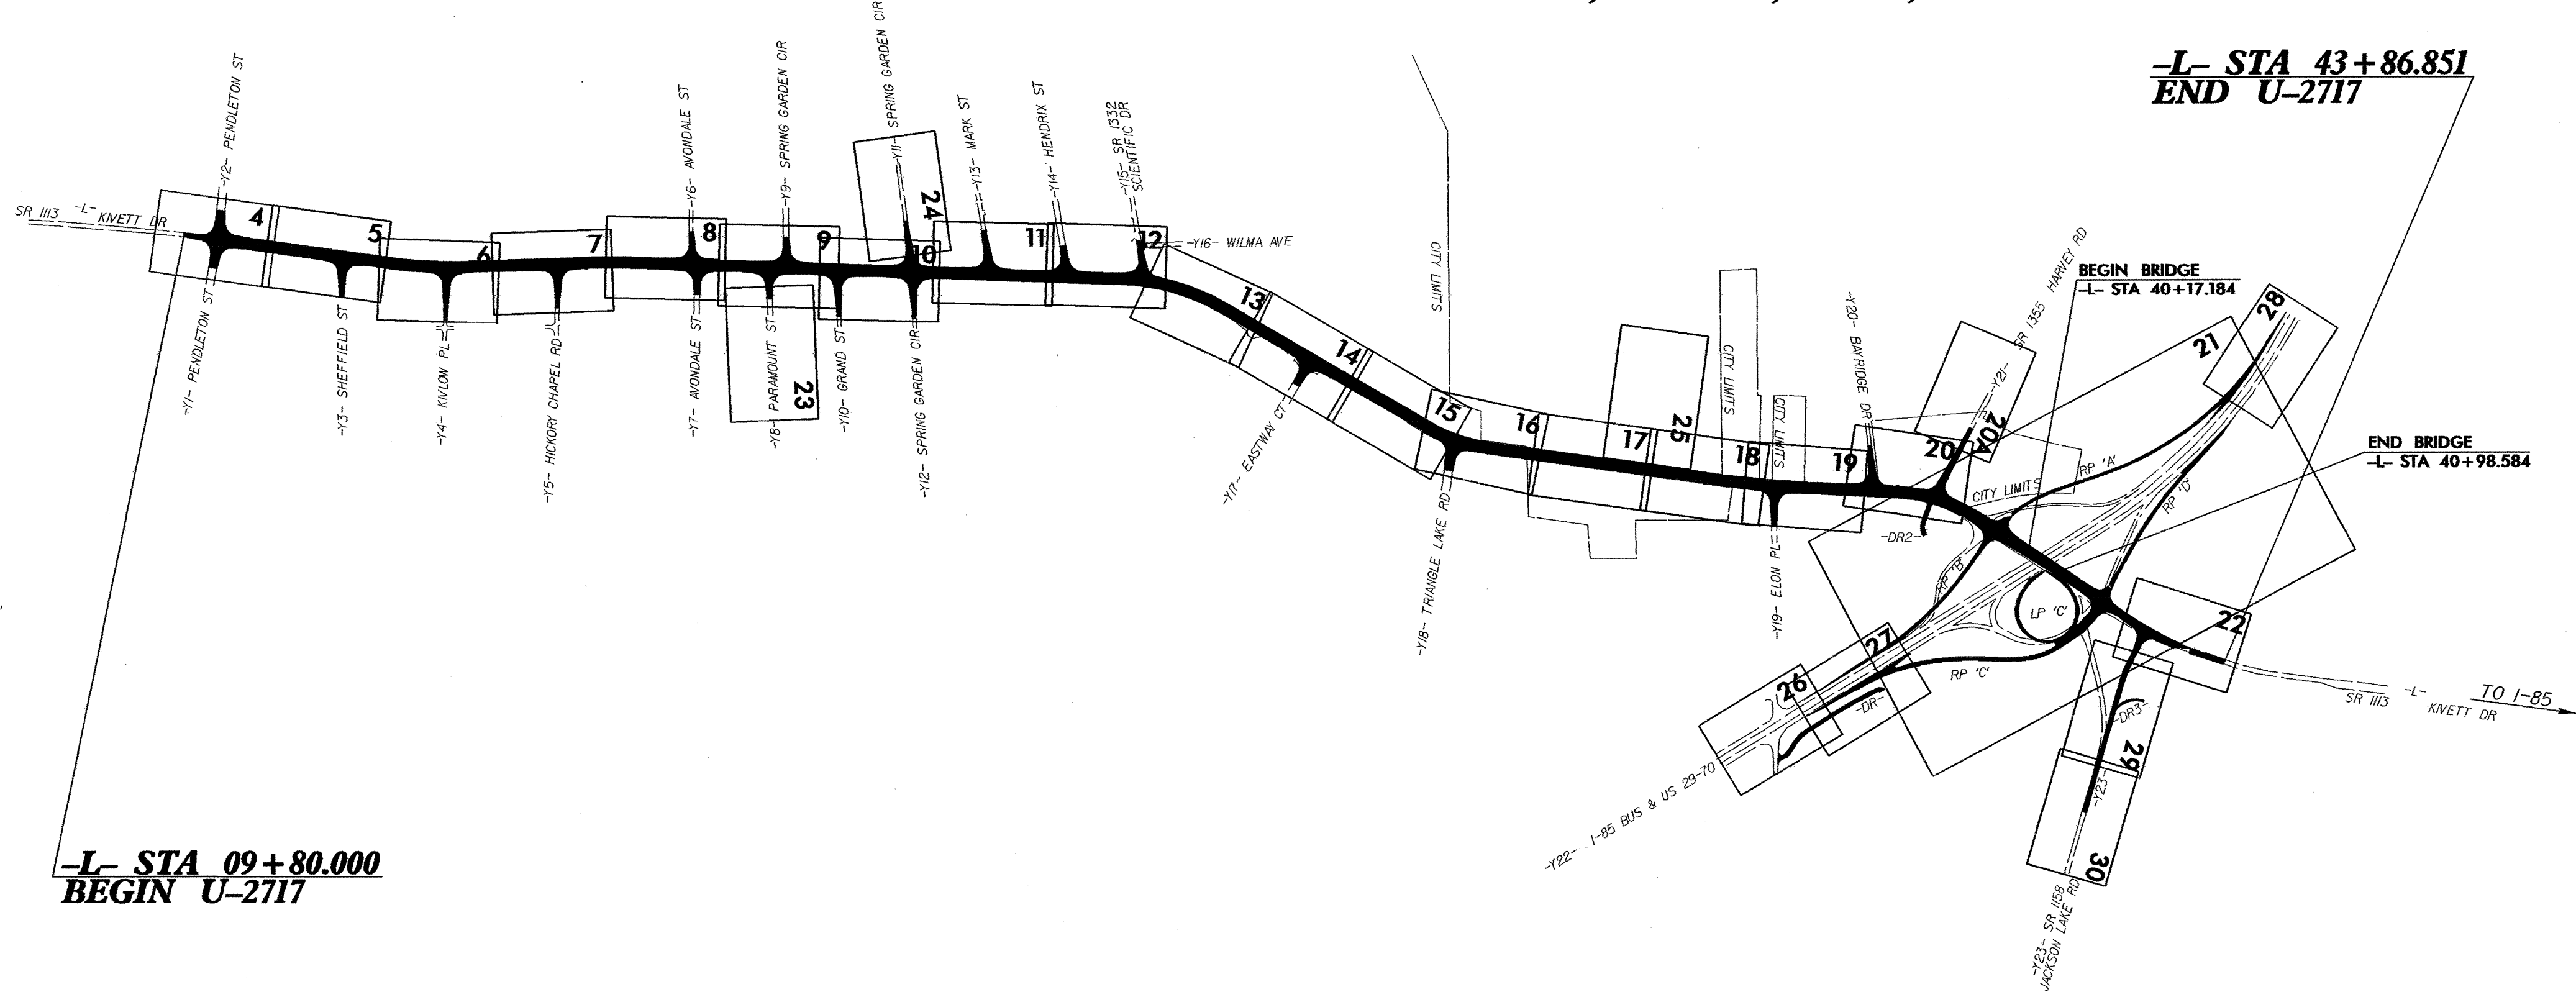 -L- STA 43+86.851
END U-2717
-Y2- PENDLETON ST
-Y6- AVONDALE ST
-Y9- SPRING GARDEN CIR
-Y11- SPRING GARDEN CIR
-Y13- MARK ST
-Y14- HENDRIX ST
-Y15- SR 1332
SCIENTIFIC DR
-Y16- WILMA AVE
SR 1113 -L- KIVETT DR
4
5
6
7
8
9
10
24
11
12
13
14
15
16
17
25
18
19
20
20A
21
28
CITY LIMITS
CITY LIMITS
CITY LIMITS
CITY LIMITS
-Y20- BAYRIDGE DR
-Y21- SR 1355 HARVEY RD
BEGIN BRIDGE
-L- STA 40+17.184
END BRIDGE
-L- STA 40+98.584
-Y1- PENDLETON ST
-Y3- SHEFFIELD ST
-Y4- KIVLOW PL
-Y5- HICKORY CHAPEL RD
-Y7- AVONDALE ST
-Y8- PARAMOUNT ST
23
-Y10- GRAND ST
-Y12- SPRING GARDEN CIR
-Y17- EASTWAY CT
-Y18- TRIANGLE LAKE RD
-Y19- ELON PL
-DR2-
RP 'A'
RP 'B'
RP 'D'
LP 'C'
RP 'C'
22
27
26
-DR-
-DR3-
29
-Y23-
30
-Y22- I-85 BUS & US 29-70
-Y23- SR 1158
JACKSON LAKE RD
SR 1113 -L- KIVETT DR
TO I-85
-L- STA 09+80.000
BEGIN U-2717